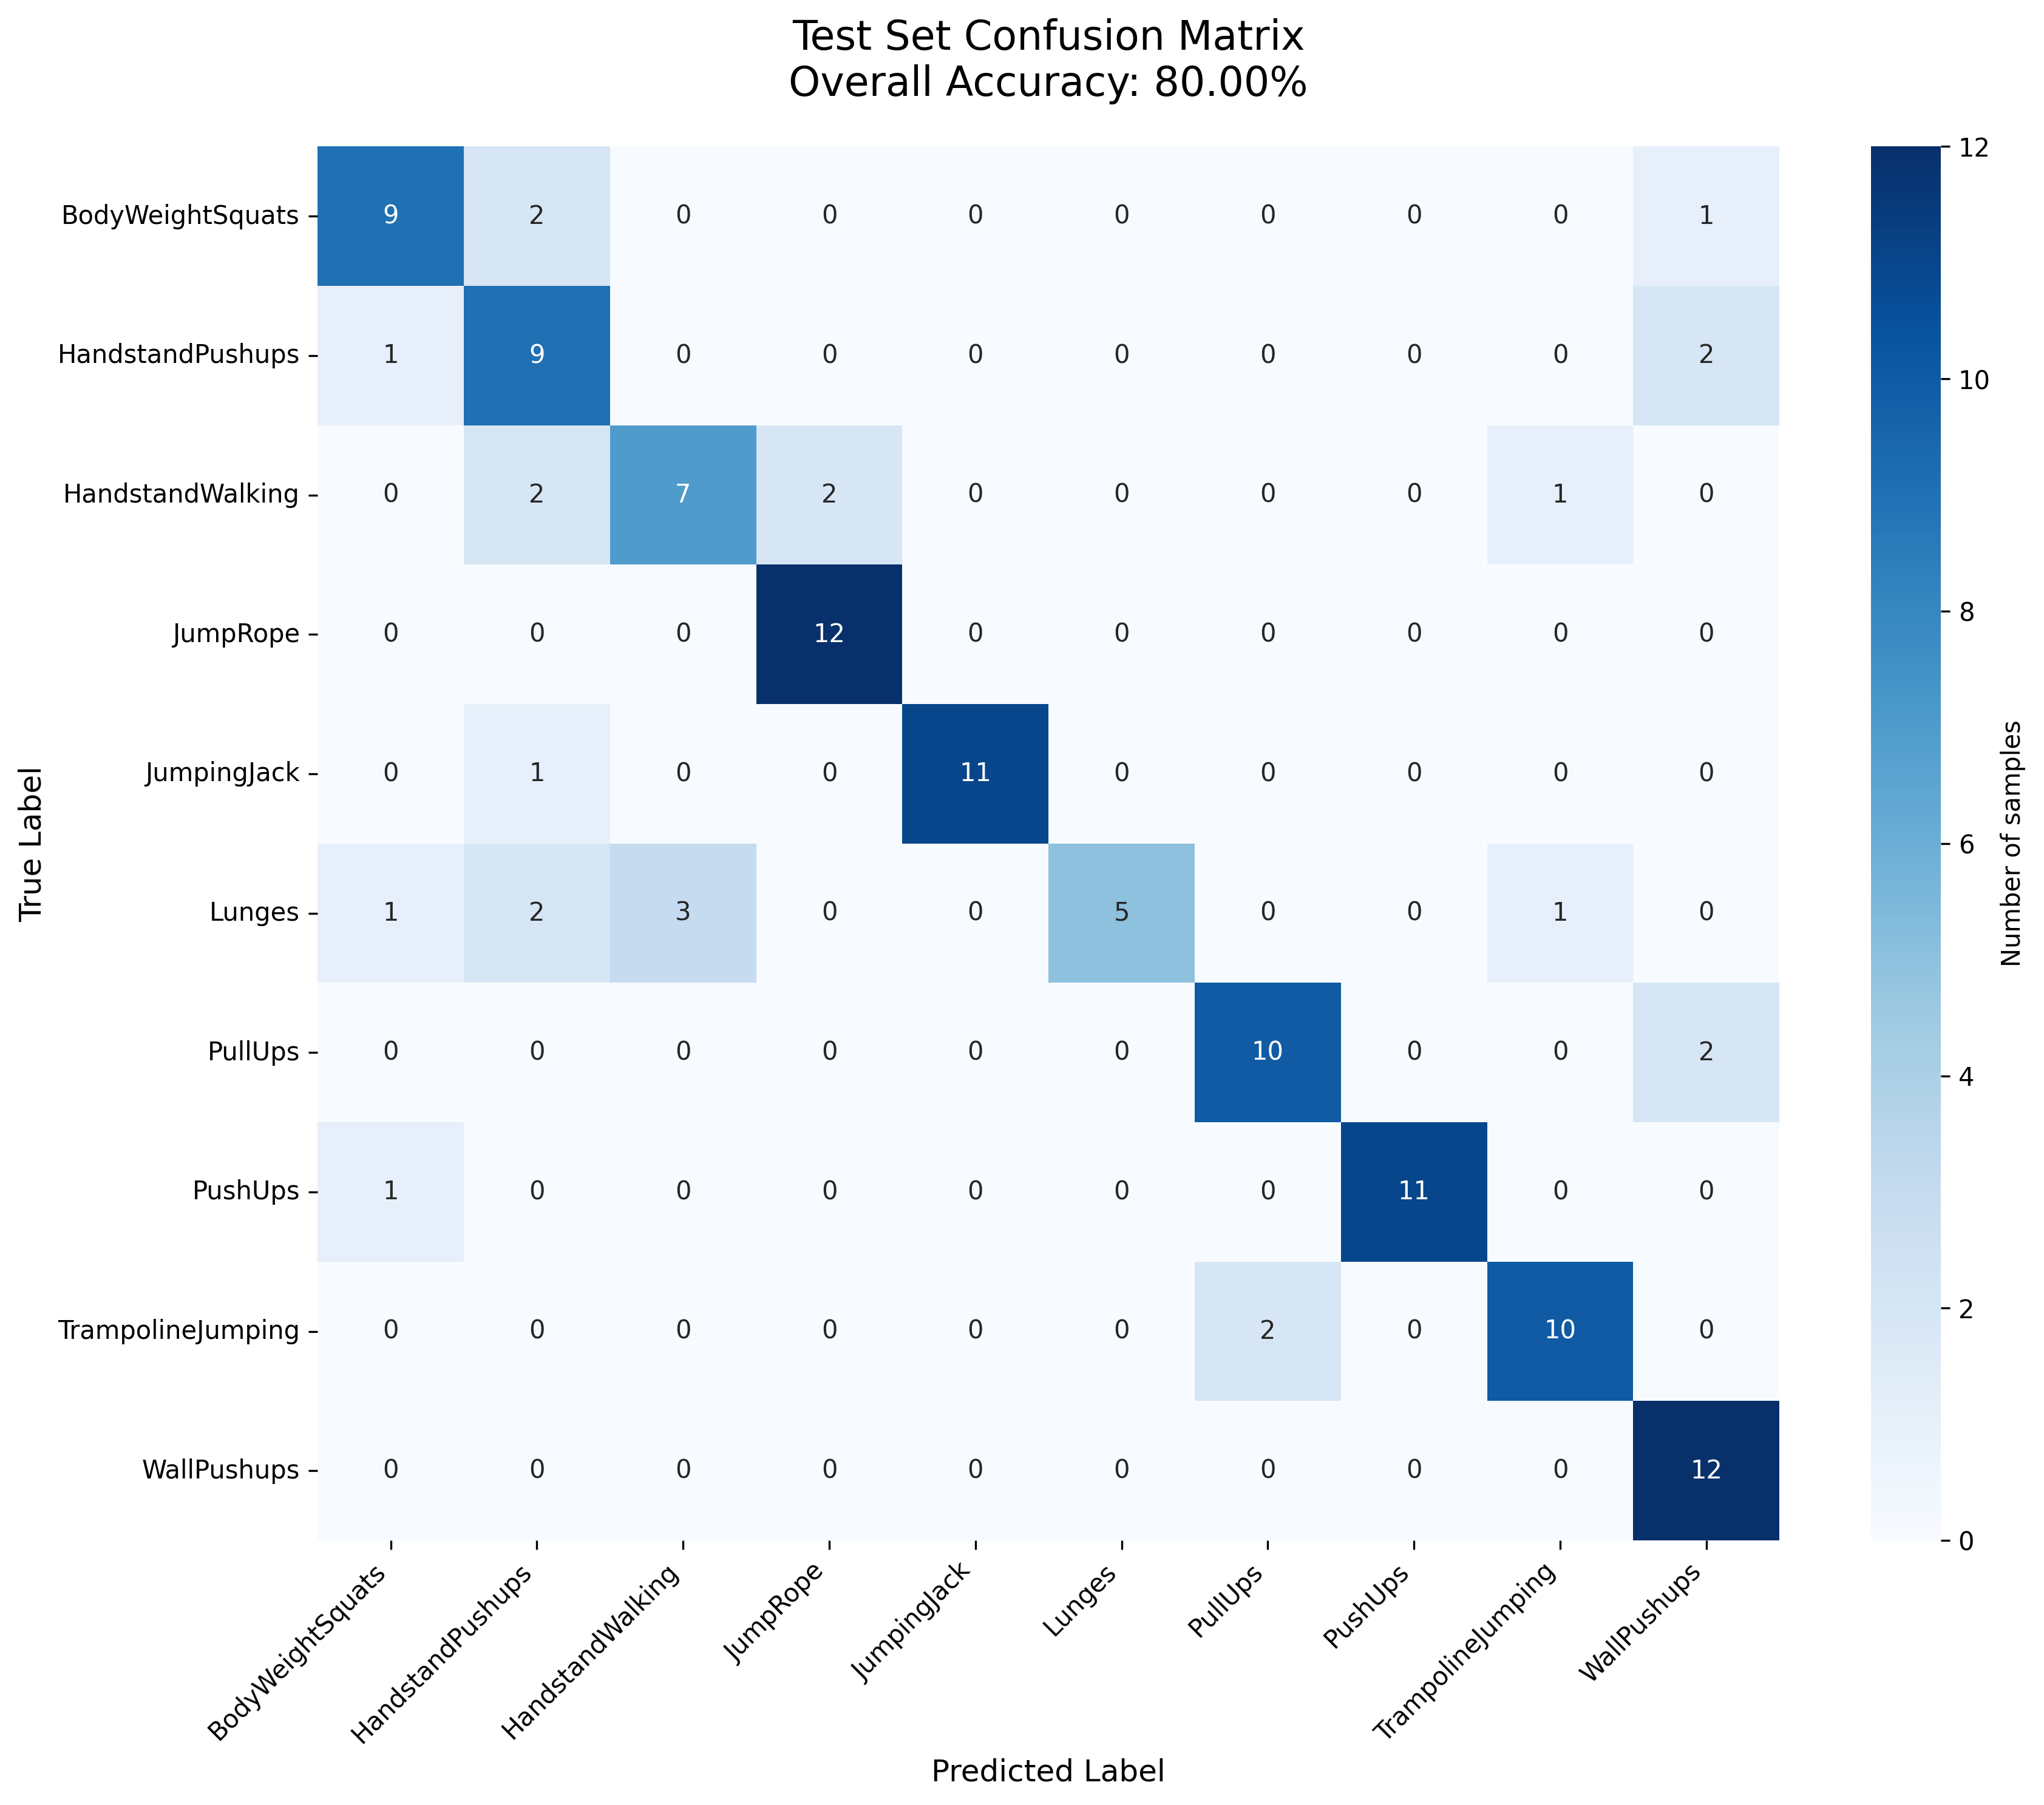 Test Set Confusion Matrix
Overall Accuracy: 80.00%
True Label
BodyWeightSquats 9 2 0 0 0 0 0 0 0 1
HandstandPushups 1 9 0 0 0 0 0 0 0 2
HandstandWalking 0 2 7 2 0 0 0 0 1 0
JumpRope 0 0 0 12 0 0 0 0 0 0
JumpingJack 0 1 0 0 11 0 0 0 0 0
Lunges 1 2 3 0 0 5 0 0 1 0
PullUps 0 0 0 0 0 0 10 0 0 2
PushUps 1 0 0 0 0 0 0 11 0 0
TrampolineJumping 0 0 0 0 0 0 2 0 10 0
WallPushups 0 0 0 0 0 0 0 0 0 12
BodyWeightSquats
HandstandPushups
HandstandWalking
JumpRope
JumpingJack
Lunges
PullUps
PushUps
TrampolineJumping
WallPushups
Predicted Label
12
10
8
6
4
2
0
Number of samples